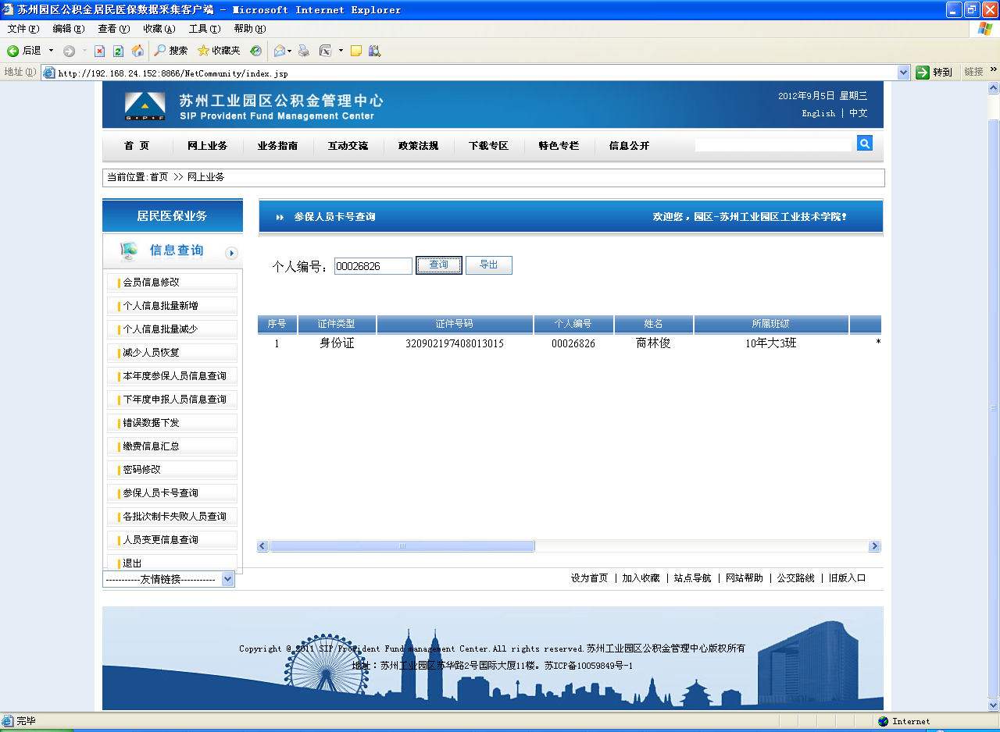 苏州园区公积金居民医保数据采集客户端 - Microsoft Internet Explorer
文件(F) 编辑(E) 查看(V) 收藏(A) 工具(T) 帮助(H)
后退 搜索 收藏夹
地址(D) http://192.168.24.152:8866/NetCommunity/index.jsp 转到 链接 »
S·P·F
苏州工业园区公积金管理中心
SIP Provident Fund Management Center
2012年9月5日 星期三
English | 中文
首 页 网上业务 业务指南 互动交流 政策法规 下载专区 特色专栏 信息公开
当前位置:首页 >> 网上业务
居民医保业务
信息查询
会员信息修改
个人信息批量新增
个人信息批量减少
减少人员恢复
本年度参保人员信息查询
下年度申报人员信息查询
错误数据下发
缴费信息汇总
密码修改
参保人员卡号查询
各批次制卡失败人员查询
人员变更信息查询
退出
-----------友情链接-----------
参保人员卡号查询 欢迎您，园区-苏州工业园区工业技术学院!
个人编号： 00026826 查询 导出
序号 证件类型 证件号码 个人编号 姓名 所属班级
1 身份证 320902197408013015 00026826 商林俊 10年大3班 *
设为首页 | 加入收藏 | 站点导航 | 网站帮助 | 公交路线 | 旧版入口
Copyright @ 2011 SIP Provident Fund management Center.All rights reserved.苏州工业园区公积金管理中心版权所有
地址：苏州工业园区苏华路2号国际大厦11楼。苏ICP备10059849号-1
完毕 Internet